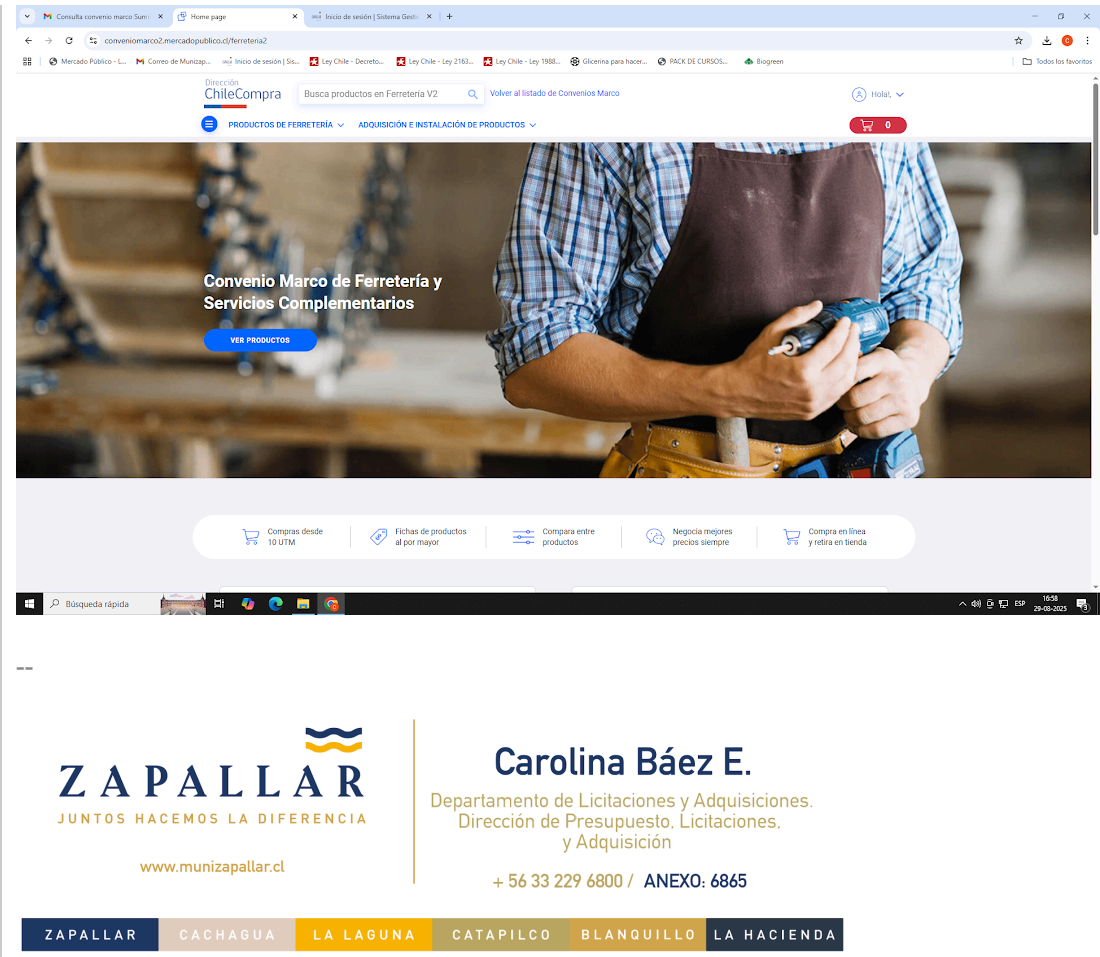 Consulta convenio marco Sumi
Home page
Inicio de sesión | Sistema Gesti
conveniomarco2.mercadopublico.cl/ferreteria2
Mercado Público - L...
Correo de Munizap...
Inicio de sesión | Sis...
Ley Chile - Decreto...
Ley Chile - Ley 2163...
Ley Chile - Ley 1988...
Glicerina para hacer...
PACK DE CURSOS...
Biogreen
Todos los favoritos
Dirección
ChileCompra
Busca productos en Ferretería V2
Volver al listado de Convenios Marco
Hola!,
PRODUCTOS DE FERRETERÍA
ADQUISICIÓN E INSTALACIÓN DE PRODUCTOS
0
Convenio Marco de Ferretería y
Servicios Complementarios
VER PRODUCTOS
Compras desde
10 UTM
Fichas de productos
al por mayor
Compara entre
productos
Negocia mejores
precios siempre
Compra en línea
y retira en tienda
Búsqueda rápida
ESP
16:58
29-08-2025
3
--
ZAPALLAR
JUNTOS HACEMOS LA DIFERENCIA
www.munizapallar.cl
Carolina Báez E.
Departamento de Licitaciones y Adquisiciones.
Dirección de Presupuesto, Licitaciones,
y Adquisición
+ 56 33 229 6800 / ANEXO: 6865
ZAPALLAR
CACHAGUA
LA LAGUNA
CATAPILCO
BLANQUILLO
LA HACIENDA